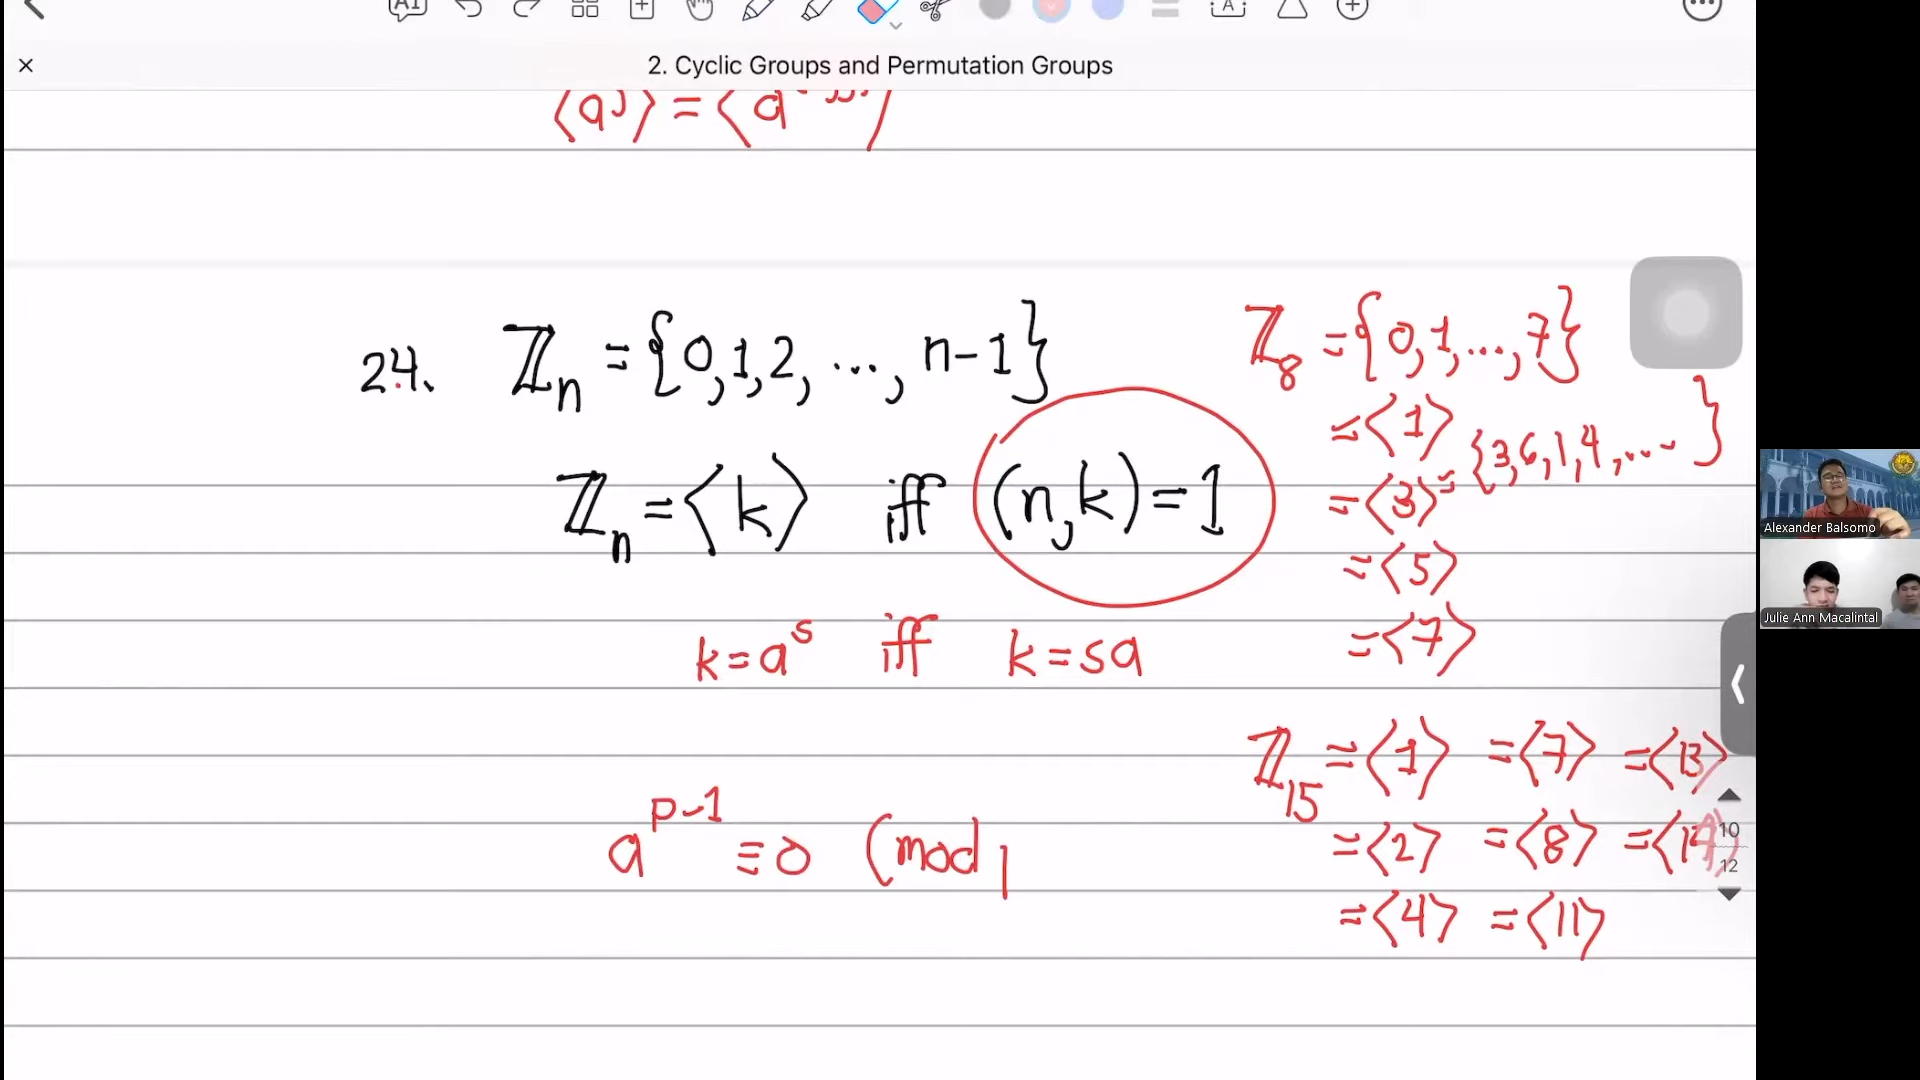 2. Cyclic Groups and Permutation Groups
24. ℤn = {0, 1, 2, ..., n-1}
ℤn = ⟨k⟩ iff (n, k) = 1
k = a^s iff k = sa
a^(p-1) ≡ 0 (mod
ℤ8 = {0, 1, ..., 7}
= ⟨1⟩
= ⟨3⟩ = {3, 6, 1, 4, .... }
= ⟨5⟩
= ⟨7⟩
ℤ15 = ⟨1⟩ = ⟨7⟩ = ⟨13⟩
= ⟨2⟩ = ⟨8⟩ = ⟨14⟩
= ⟨4⟩ = ⟨11⟩
10
12
Alexander Balsomo
Julie Ann Macalintal